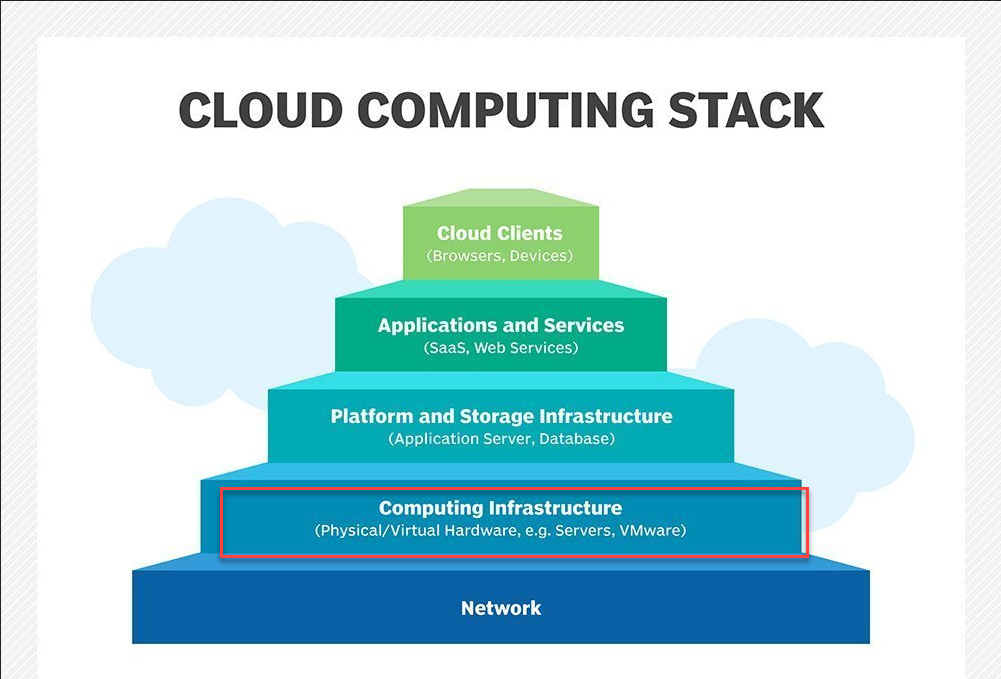 CLOUD COMPUTING STACK
Cloud Clients
(Browsers, Devices)
Applications and Services
(SaaS, Web Services)
Platform and Storage Infrastructure
(Application Server, Database)
Computing Infrastructure
(Physical/Virtual Hardware, e.g. Servers, VMware)
Network